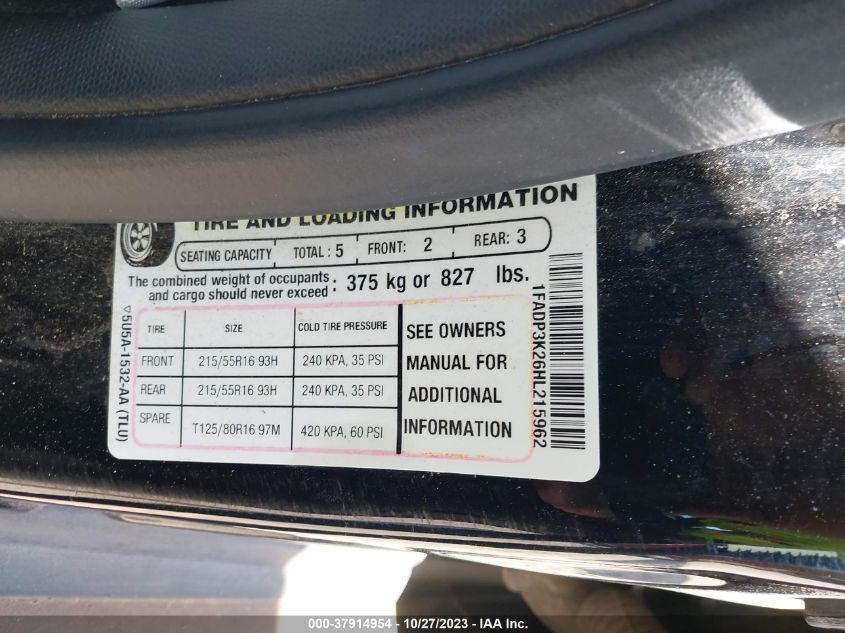 TIRE AND LOADING INFORMATION
SEATING CAPACITY TOTAL : 5 FRONT: 2 REAR: 3
The combined weight of occupants
and cargo should never exceed : 375 kg or 827 lbs.
TIRE SIZE COLD TIRE PRESSURE
FRONT 215/55R16 93H 240 KPA, 35 PSI
REAR 215/55R16 93H 240 KPA, 35 PSI
SPARE T125/80R16 97M 420 KPA, 60 PSI
SEE OWNERS
MANUAL FOR
ADDITIONAL
INFORMATION
5U5A-1532-AA (TLU)
1FADP3K26HL215962
000-37914954 - 10/27/2023 - IAA Inc.